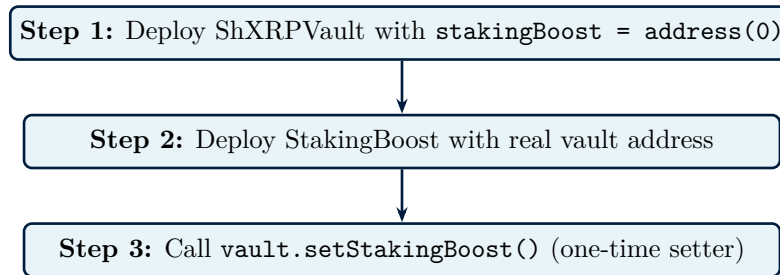 Step 1: Deploy ShXRPVault with stakingBoost = address(0)
Step 2: Deploy StakingBoost with real vault address
Step 3: Call vault.setStakingBoost() (one-time setter)